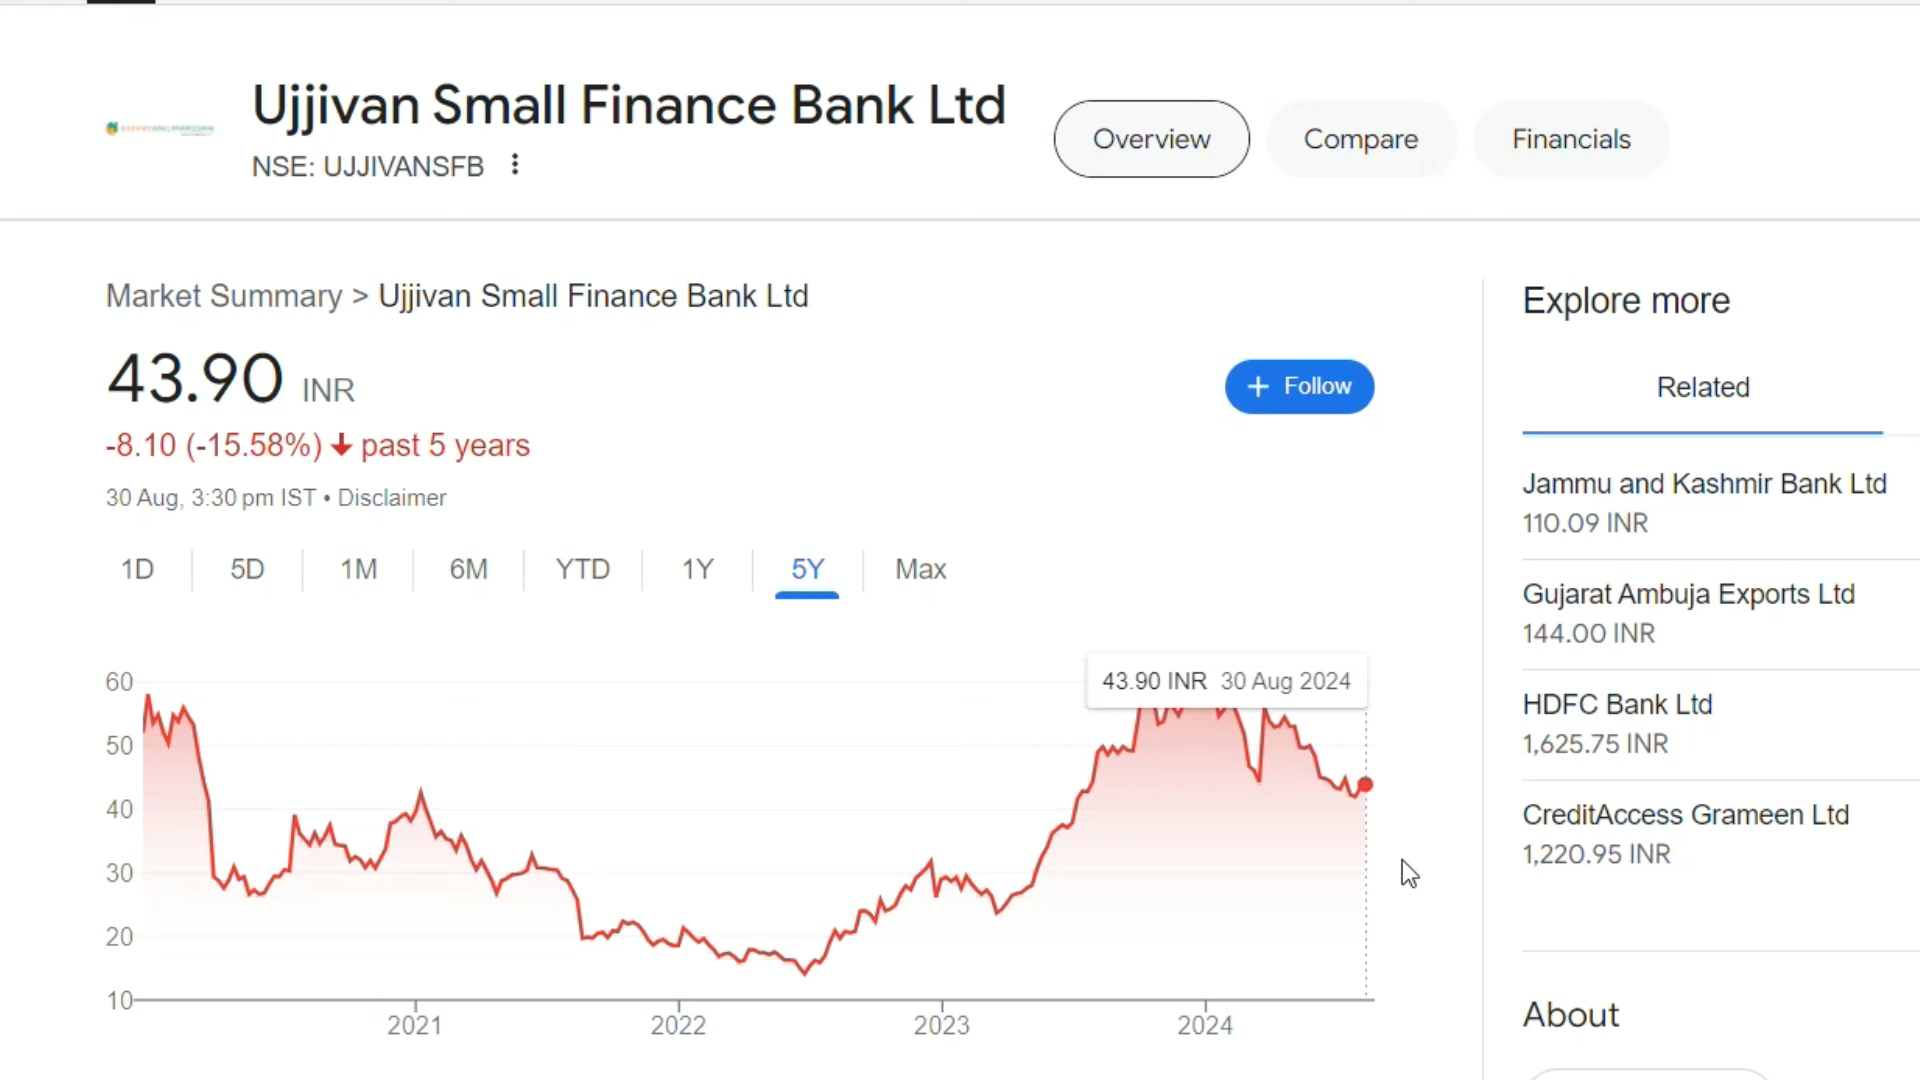 Ujjivan Small Finance Bank Ltd
NSE: UJJIVANSFB
Overview
Compare
Financials
Market Summary > Ujjivan Small Finance Bank Ltd
43.90 INR
+ Follow
-8.10 (-15.58%) ↓ past 5 years
30 Aug, 3:30 pm IST • Disclaimer
1D 5D 1M 6M YTD 1Y 5Y Max
43.90 INR 30 Aug 2024
60
50
40
30
20
10
2021 2022 2023 2024
Explore more
Related
Jammu and Kashmir Bank Ltd
110.09 INR
Gujarat Ambuja Exports Ltd
144.00 INR
HDFC Bank Ltd
1,625.75 INR
CreditAccess Grameen Ltd
1,220.95 INR
About